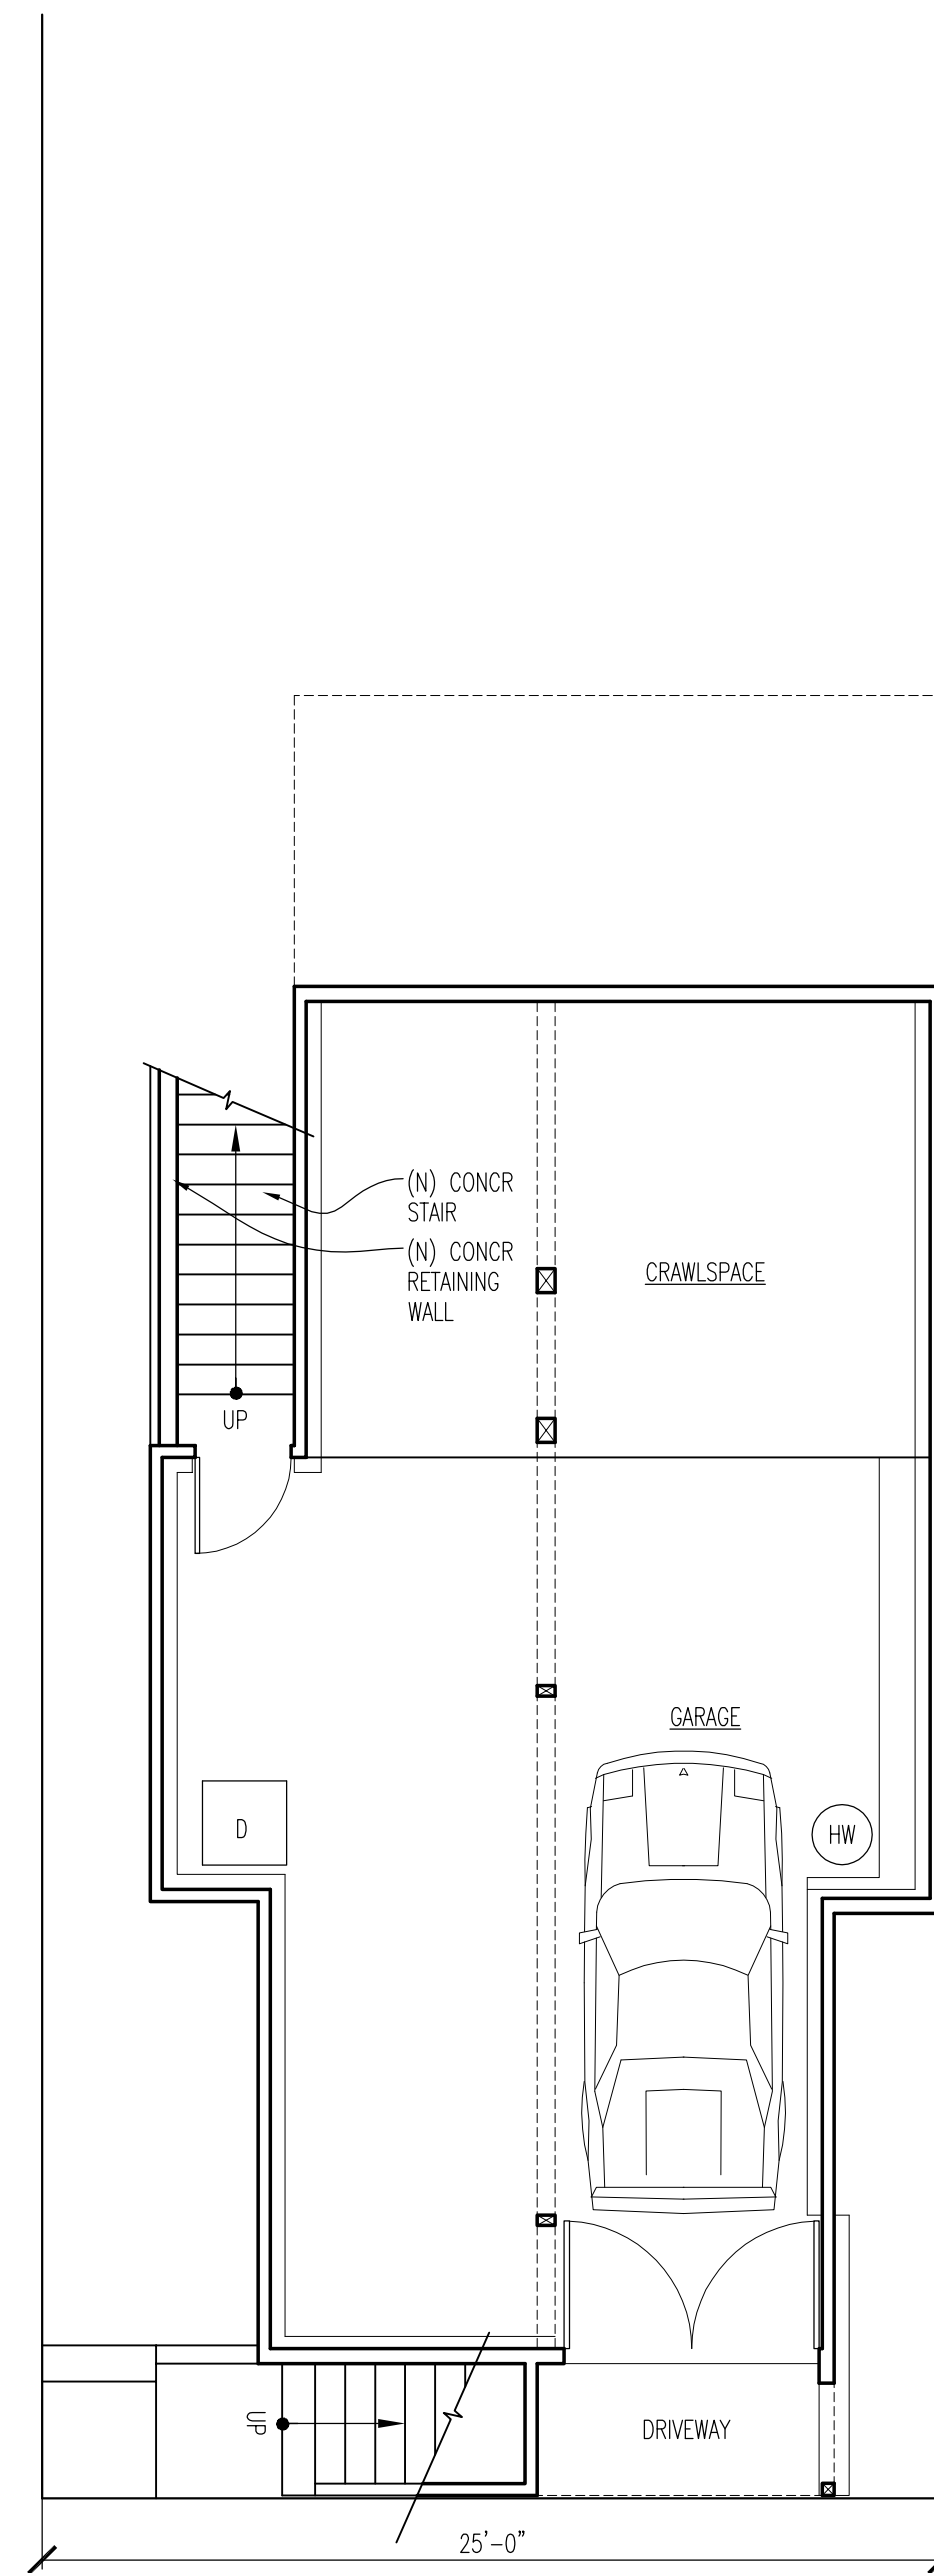 (N) CONCR
STAIR
(N) CONCR
RETAINING
WALL
CRAWLSPACE
UP
GARAGE
D
HW
UP
DRIVEWAY
25'-0"